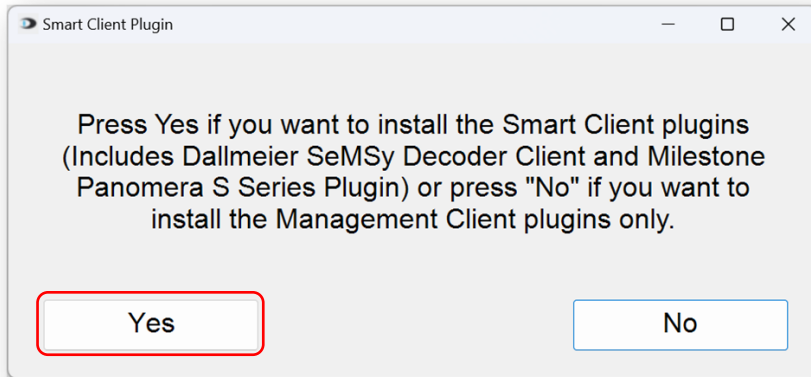 Smart Client Plugin
Press Yes if you want to install the Smart Client plugins
(Includes Dallmeier SeMSy Decoder Client and Milestone
Panomera S Series Plugin) or press "No" if you want to
install the Management Client plugins only.
Yes
No